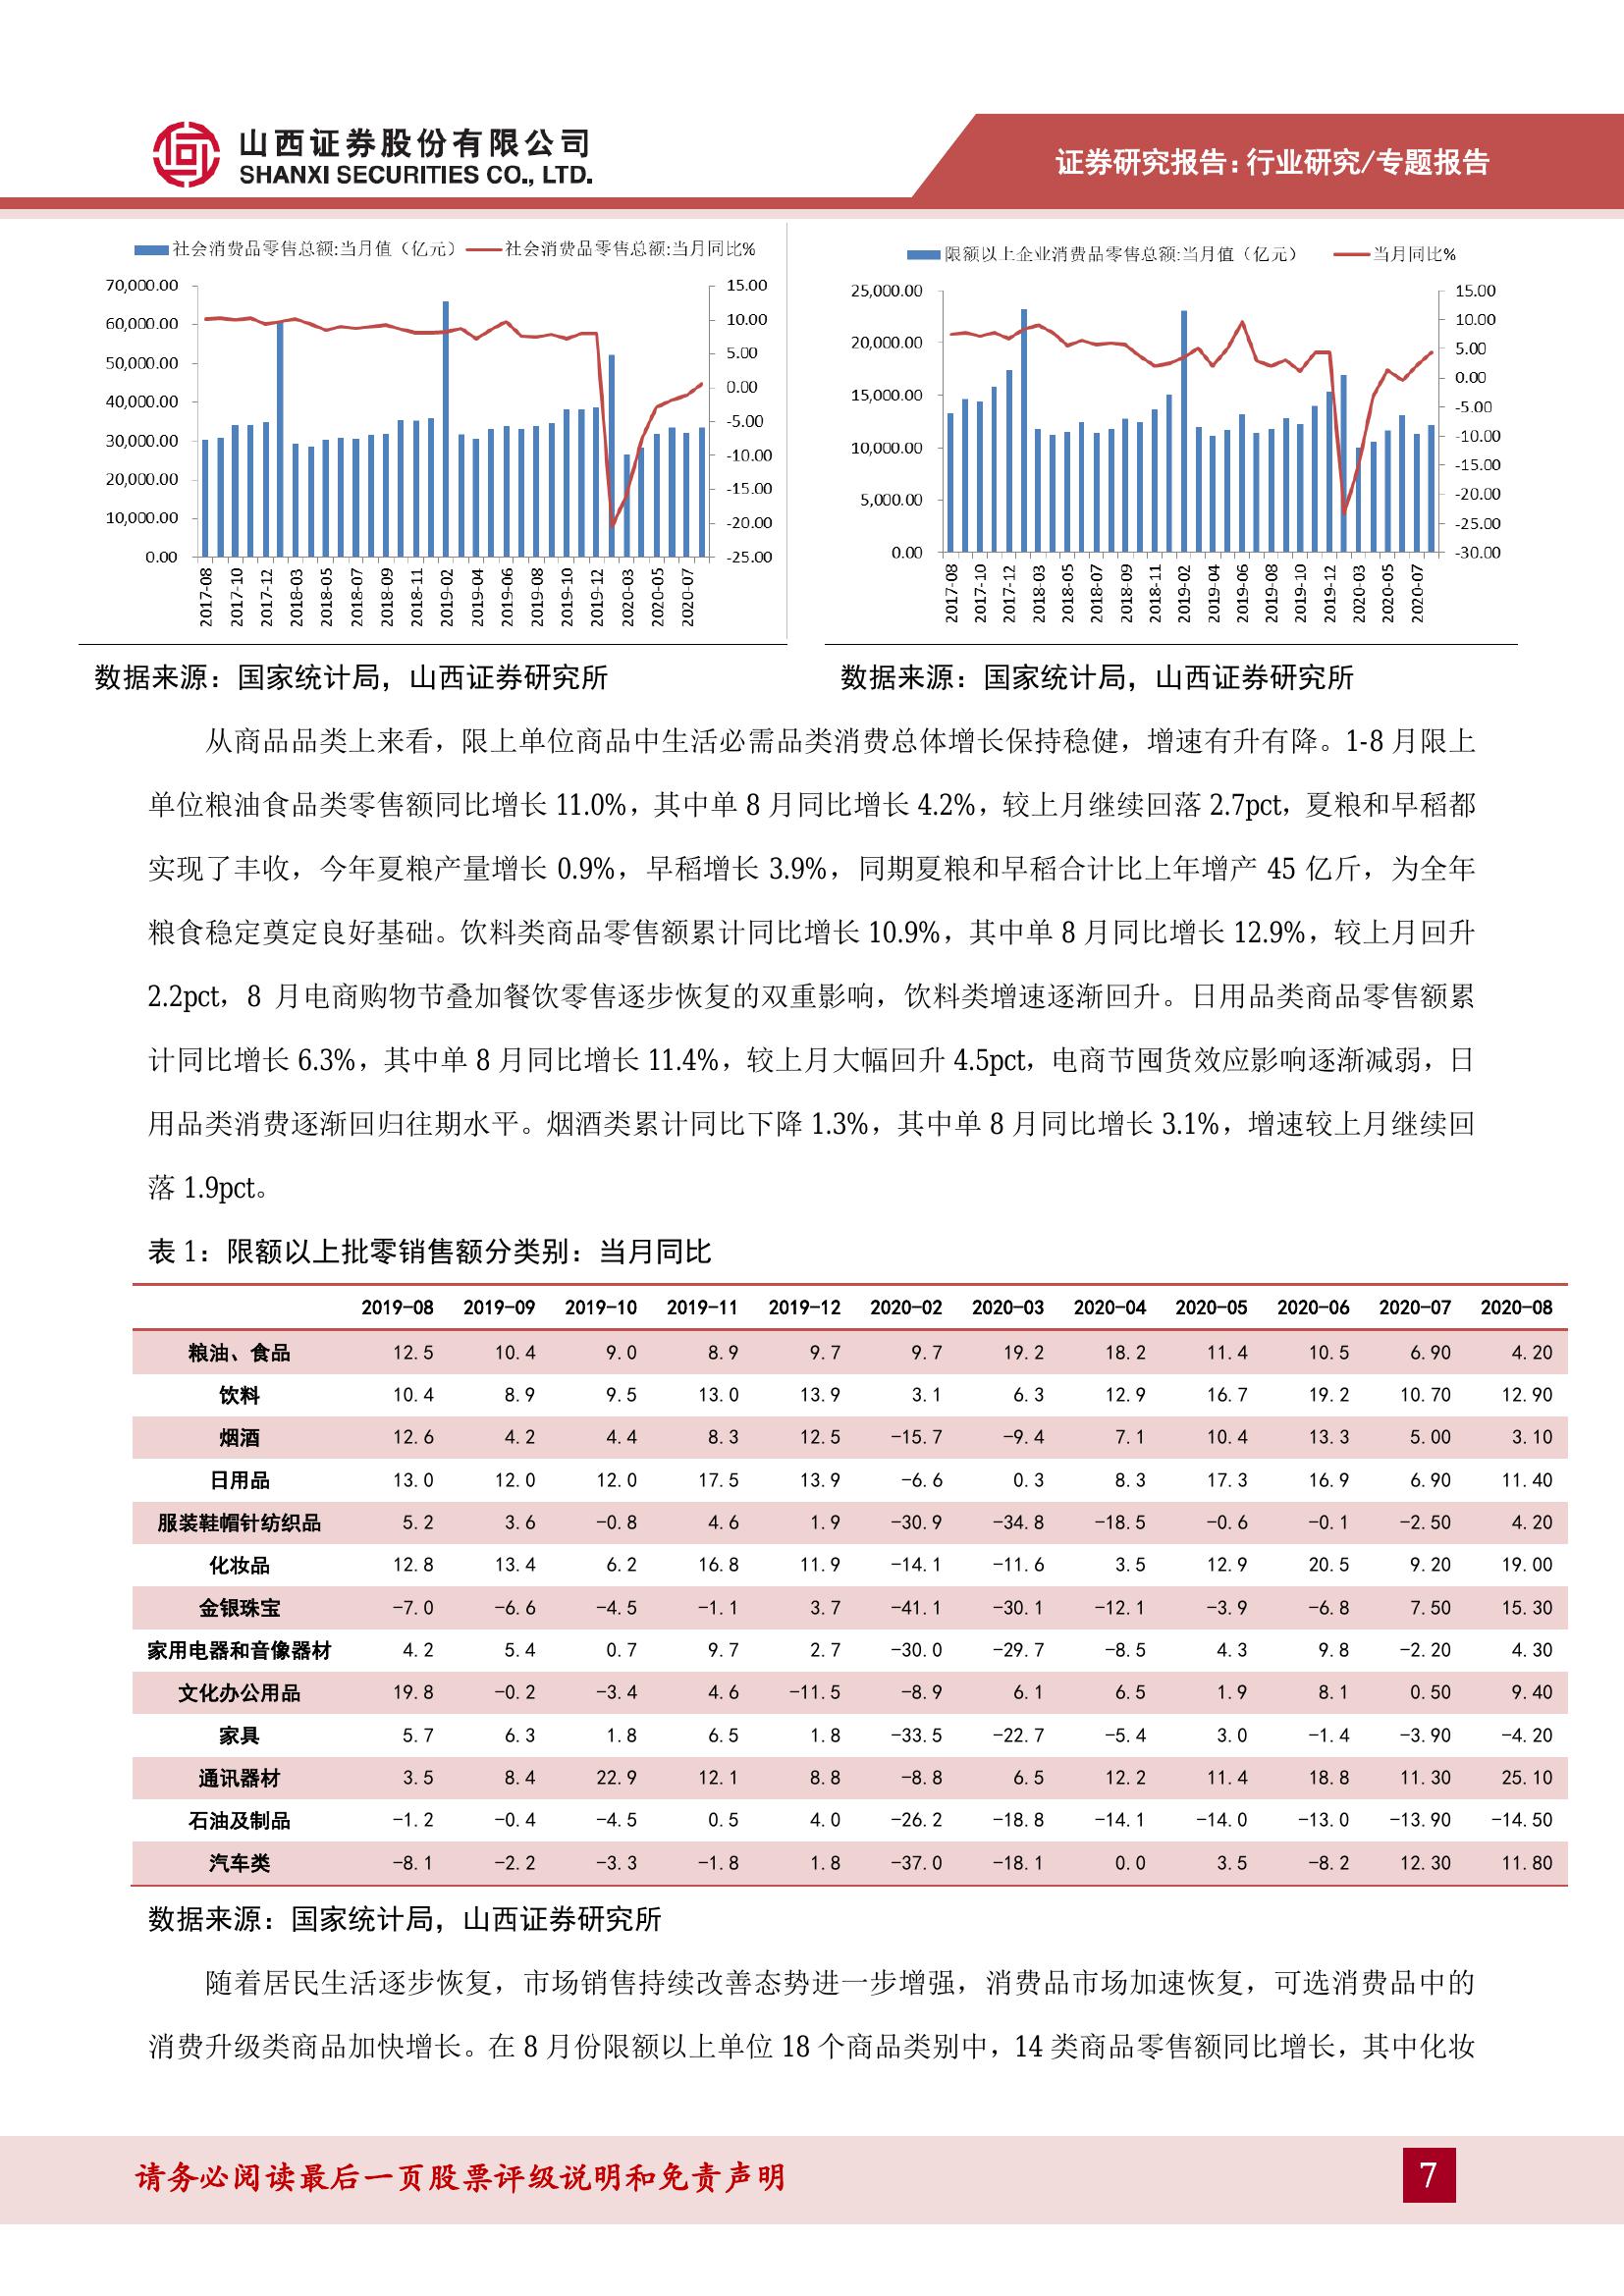 山西证券股份有限公司
SHANXI SECURITIES CO., LTD.
证券研究报告:行业研究/专题报告
社会消费品零售总额:当月值（亿元） 社会消费品零售总额:当月同比%
70,000.00
60,000.00
50,000.00
40,000.00
30,000.00
20,000.00
10,000.00
0.00
15.00
10.00
5.00
0.00
-5.00
-10.00
-15.00
-20.00
-25.00
2017-08 2017-10 2017-12 2018-03 2018-05 2018-07 2018-09 2018-11 2019-02 2019-04 2019-06 2019-08 2019-10 2019-12 2020-03 2020-05 2020-07
限额以上企业消费品零售总额:当月值（亿元） 当月同比%
25,000.00
20,000.00
15,000.00
10,000.00
5,000.00
0.00
15.00
10.00
5.00
0.00
-5.00
-10.00
-15.00
-20.00
-25.00
-30.00
2017-08 2017-10 2017-12 2018-03 2018-05 2018-07 2018-09 2018-11 2019-02 2019-04 2019-06 2019-08 2019-10 2019-12 2020-03 2020-05 2020-07
数据来源：国家统计局，山西证券研究所
数据来源：国家统计局，山西证券研究所
从商品品类上来看，限上单位商品中生活必需品类消费总体增长保持稳健，增速有升有降。1-8 月限上
单位粮油食品类零售额同比增长 11.0%，其中单 8 月同比增长 4.2%，较上月继续回落 2.7pct，夏粮和早稻都
实现了丰收，今年夏粮产量增长 0.9%，早稻增长 3.9%，同期夏粮和早稻合计比上年增产 45 亿斤，为全年
粮食稳定奠定良好基础。饮料类商品零售额累计同比增长 10.9%，其中单 8 月同比增长 12.9%，较上月回升
2.2pct，8 月电商购物节叠加餐饮零售逐步恢复的双重影响，饮料类增速逐渐回升。日用品类商品零售额累
计同比增长 6.3%，其中单 8 月同比增长 11.4%，较上月大幅回升 4.5pct，电商节囤货效应影响逐渐减弱，日
用品类消费逐渐回归往期水平。烟酒类累计同比下降 1.3%，其中单 8 月同比增长 3.1%，增速较上月继续回
落 1.9pct。
表 1：限额以上批零销售额分类别：当月同比
2019-08 2019-09 2019-10 2019-11 2019-12 2020-02 2020-03 2020-04 2020-05 2020-06 2020-07 2020-08
粮油、食品 12.5 10.4 9.0 8.9 9.7 9.7 19.2 18.2 11.4 10.5 6.90 4.20
饮料 10.4 8.9 9.5 13.0 13.9 3.1 6.3 12.9 16.7 19.2 10.70 12.90
烟酒 12.6 4.2 4.4 8.3 12.5 -15.7 -9.4 7.1 10.4 13.3 5.00 3.10
日用品 13.0 12.0 12.0 17.5 13.9 -6.6 0.3 8.3 17.3 16.9 6.90 11.40
服装鞋帽针纺织品 5.2 3.6 -0.8 4.6 1.9 -30.9 -34.8 -18.5 -0.6 -0.1 -2.50 4.20
化妆品 12.8 13.4 6.2 16.8 11.9 -14.1 -11.6 3.5 12.9 20.5 9.20 19.00
金银珠宝 -7.0 -6.6 -4.5 -1.1 3.7 -41.1 -30.1 -12.1 -3.9 -6.8 7.50 15.30
家用电器和音像器材 4.2 5.4 0.7 9.7 2.7 -30.0 -29.7 -8.5 4.3 9.8 -2.20 4.30
文化办公用品 19.8 -0.2 -3.4 4.6 -11.5 -8.9 6.1 6.5 1.9 8.1 0.50 9.40
家具 5.7 6.3 1.8 6.5 1.8 -33.5 -22.7 -5.4 3.0 -1.4 -3.90 -4.20
通讯器材 3.5 8.4 22.9 12.1 8.8 -8.8 6.5 12.2 11.4 18.8 11.30 25.10
石油及制品 -1.2 -0.4 -4.5 0.5 4.0 -26.2 -18.8 -14.1 -14.0 -13.0 -13.90 -14.50
汽车类 -8.1 -2.2 -3.3 -1.8 1.8 -37.0 -18.1 0.0 3.5 -8.2 12.30 11.80
数据来源：国家统计局，山西证券研究所
随着居民生活逐步恢复，市场销售持续改善态势进一步增强，消费品市场加速恢复，可选消费品中的
消费升级类商品加快增长。在 8 月份限额以上单位 18 个商品类别中，14 类商品零售额同比增长，其中化妆
请务必阅读最后一页股票评级说明和免责声明
7